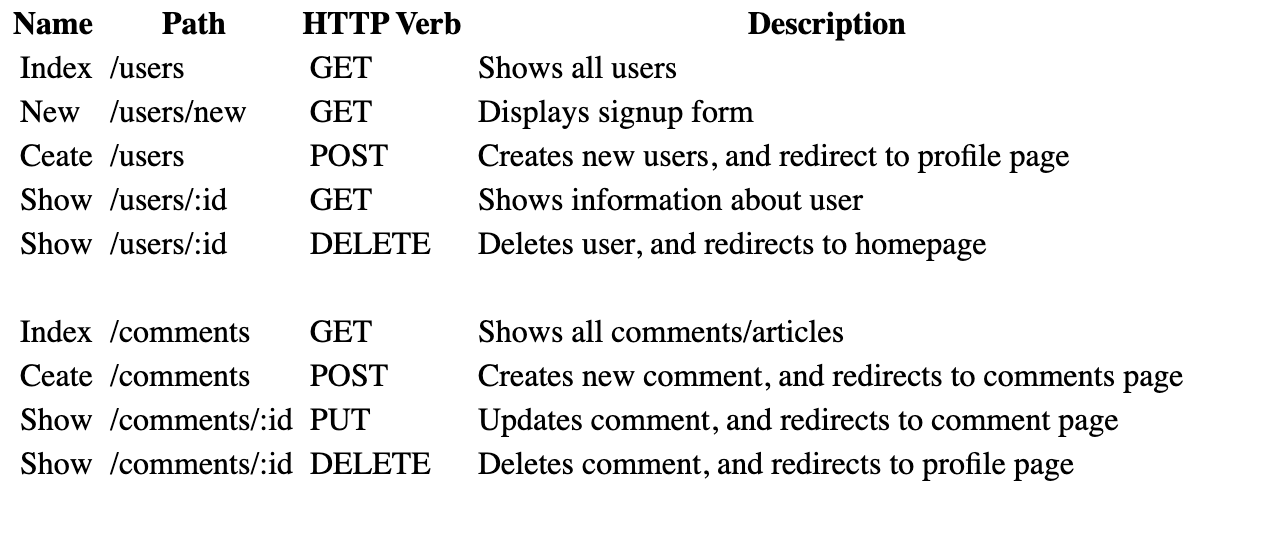 Name Path HTTP Verb Description
Index /users GET Shows all users
New /users/new GET Displays signup form
Ceate /users POST Creates new users, and redirect to profile page
Show /users/:id GET Shows information about user
Show /users/:id DELETE Deletes user, and redirects to homepage
Index /comments GET Shows all comments/articles
Ceate /comments POST Creates new comment, and redirects to comments page
Show /comments/:id PUT Updates comment, and redirects to comment page
Show /comments/:id DELETE Deletes comment, and redirects to profile page